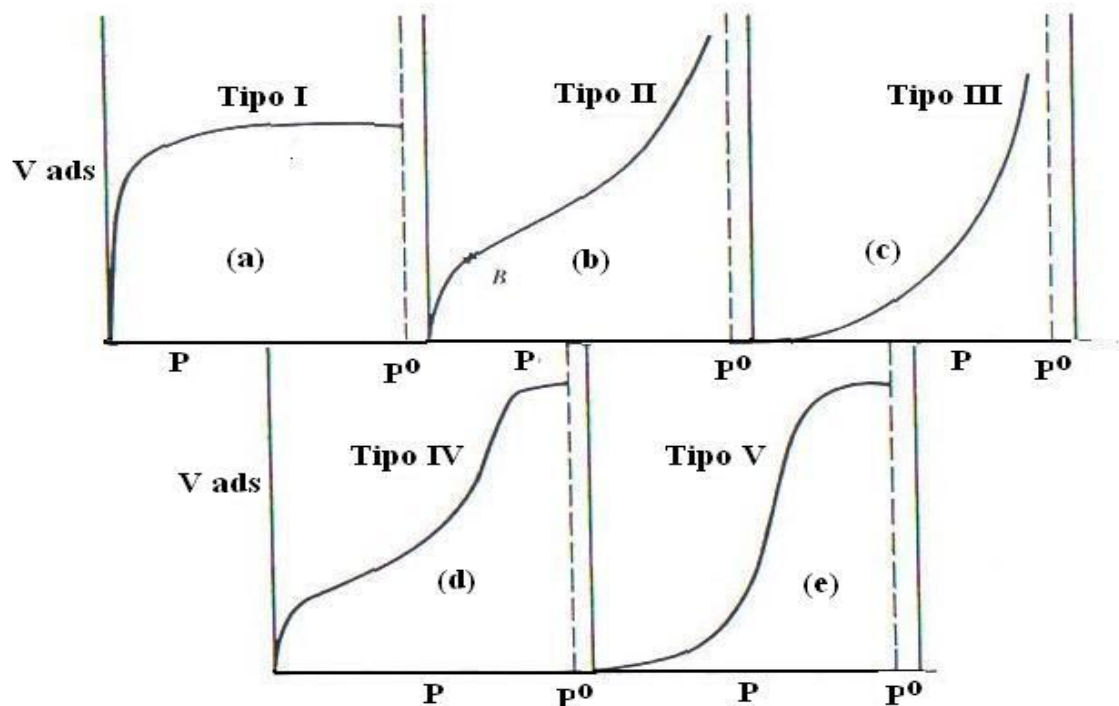 Tipo I
Tipo II
Tipo III
V ads
(a)
B
(b)
(c)
P
P⁰
P
P⁰
P
P⁰
Tipo IV
Tipo V
V ads
(d)
(e)
P
P⁰
P
P⁰